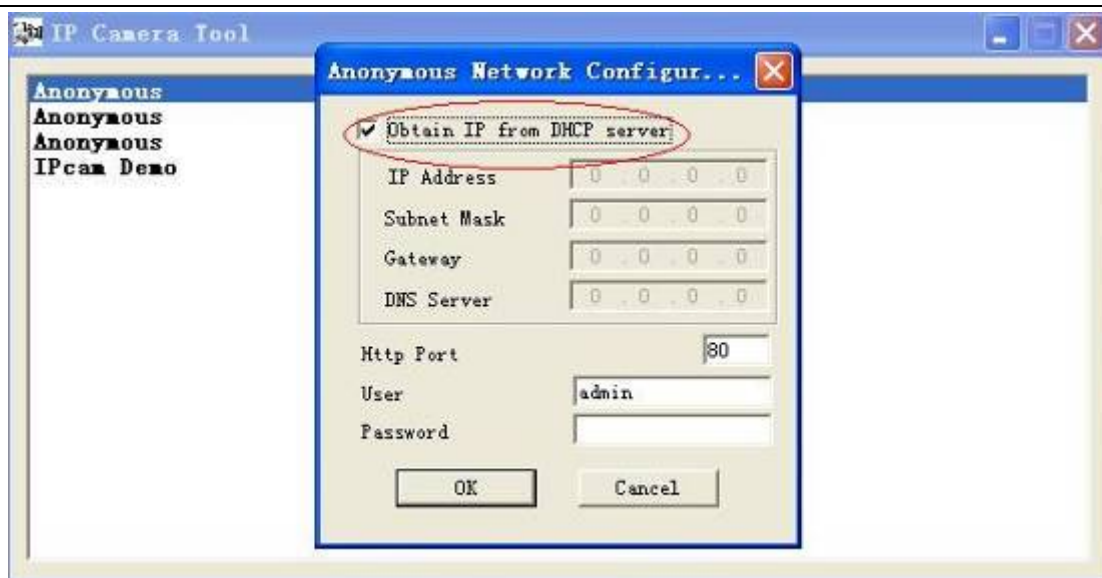 IP Camera Tool
Anonymous
Anonymous
Anonymous
IPcam Demo
Anonymous Network Configur...
Obtain IP from DHCP server
IP Address 0 . 0 . 0 . 0
Subnet Mask 0 . 0 . 0 . 0
Gateway 0 . 0 . 0 . 0
DNS Server 0 . 0 . 0 . 0
Http Port 80
User admin
Password
OK Cancel